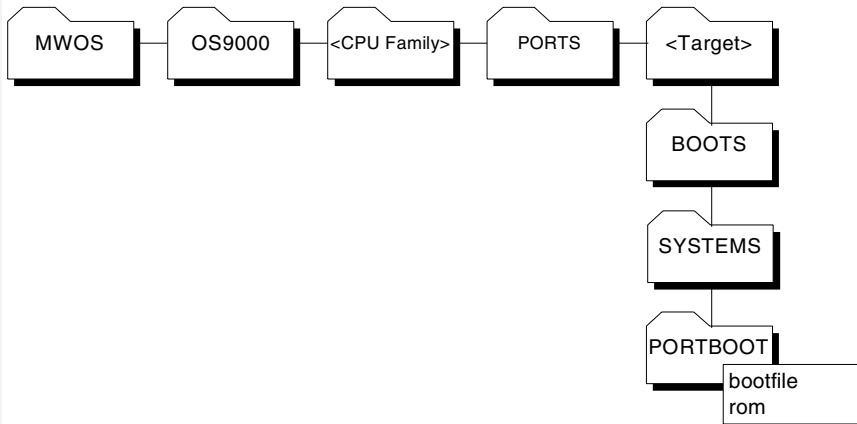 MWOS
OS9000
<CPU Family>
PORTS
<Target>
BOOTS
SYSTEMS
PORTBOOT
bootfile
rom